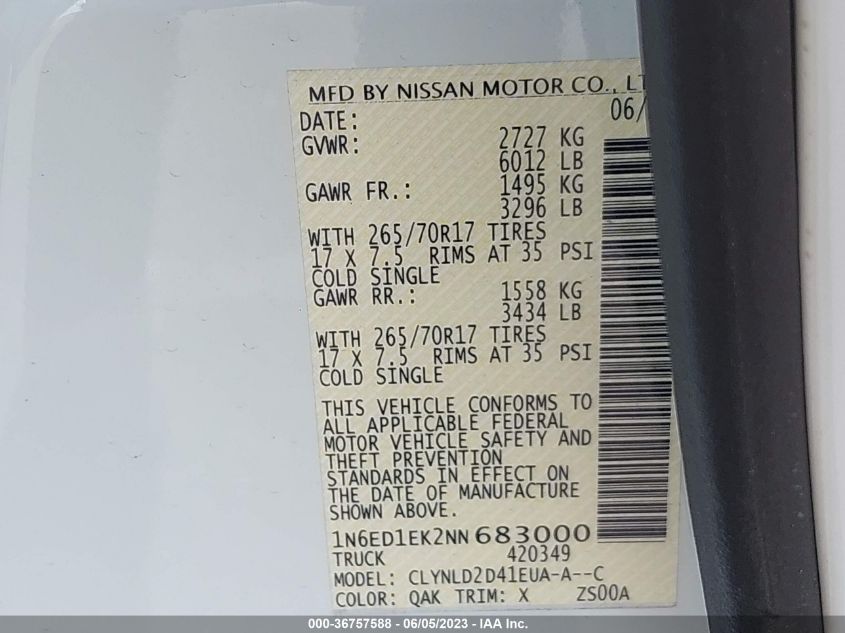 MFD BY NISSAN MOTOR CO., LT
DATE: 06/
GVWR: 2727 KG
6012 LB
GAWR FR.: 1495 KG
3296 LB
WITH 265/70R17 TIRES
17 X 7.5 RIMS AT 35 PSI
COLD SINGLE
GAWR RR.: 1558 KG
3434 LB
WITH 265/70R17 TIRES
17 X 7.5 RIMS AT 35 PSI
COLD SINGLE
THIS VEHICLE CONFORMS TO
ALL APPLICABLE FEDERAL
MOTOR VEHICLE SAFETY AND
THEFT PREVENTION
STANDARDS IN EFFECT ON
THE DATE OF MANUFACTURE
SHOWN ABOVE.
1N6ED1EK2NN683000
TRUCK 420349
MODEL: CLYNLD2D41EUA-A--C
COLOR: QAK TRIM: X ZS00A
000-36757588 - 06/05/2023 - IAA Inc.